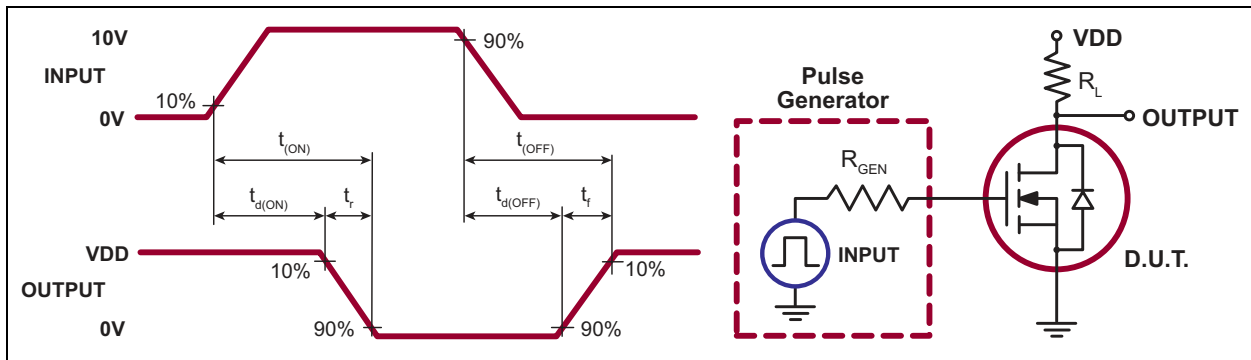 10V
INPUT
0V
10%
90%
t(ON)
t(OFF)
td(ON)
tr
td(OFF)
tf
VDD
OUTPUT
0V
10%
90%
90%
10%
Pulse
Generator
RGEN
INPUT
VDD
RL
OUTPUT
D.U.T.